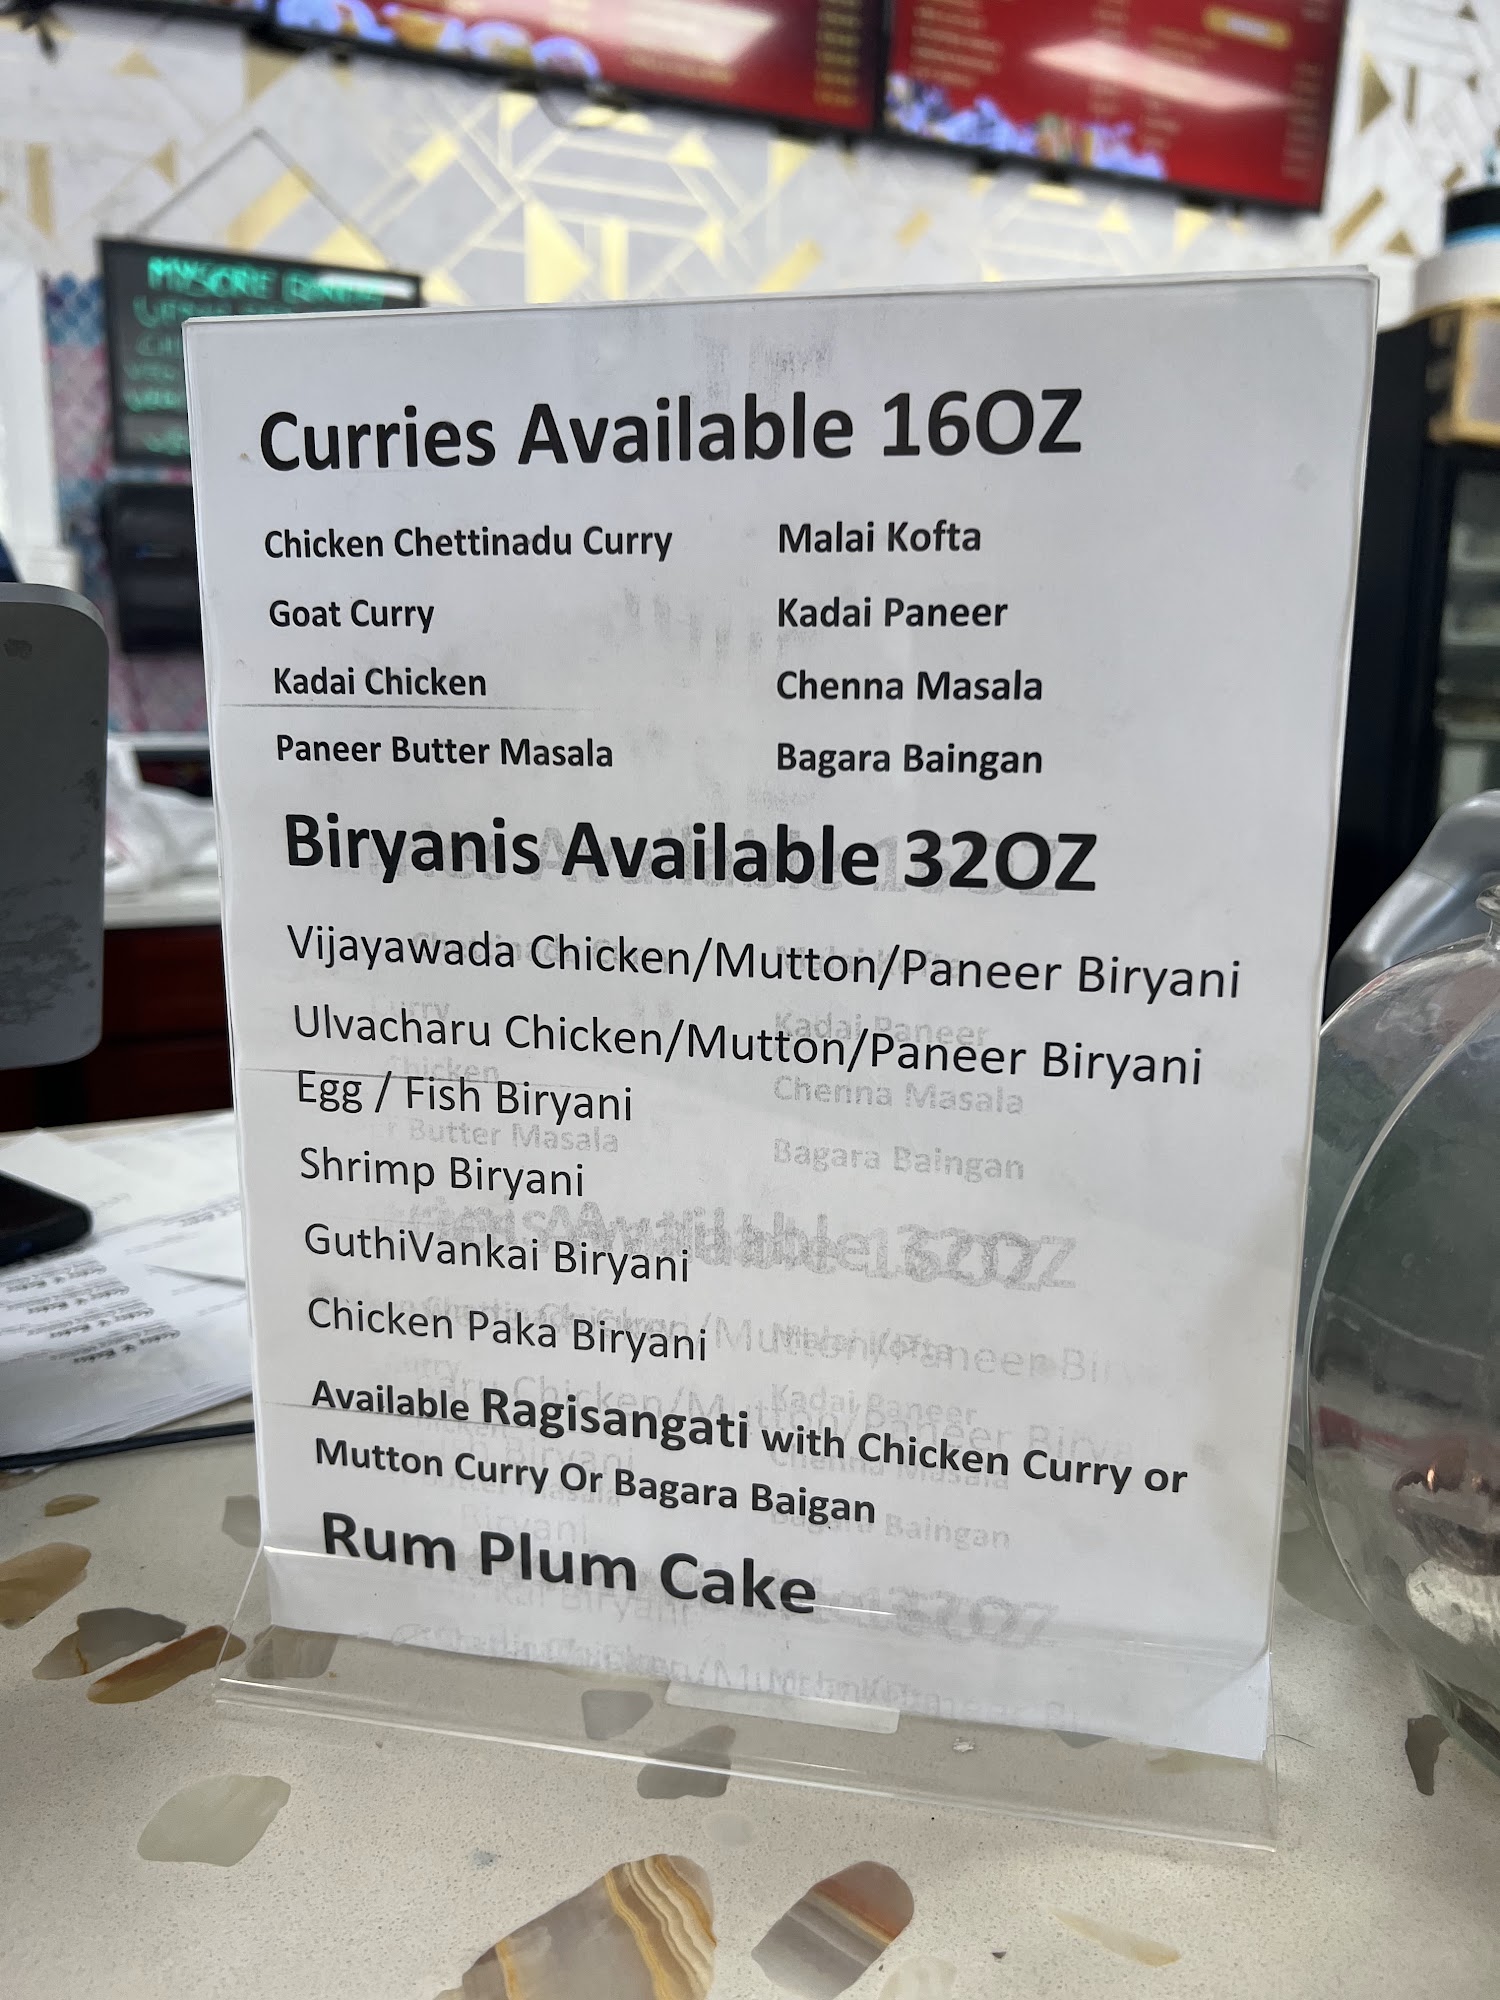 MYSORE
Curries Available 16OZ
Chicken Chettinadu Curry
Malai Kofta
Goat Curry
Kadai Paneer
Kadai Chicken
Chenna Masala
Paneer Butter Masala
Bagara Baingan
Biryanis Available 32OZ
Vijayawada Chicken/Mutton/Paneer Biryani
Ulvacharu Chicken/Mutton/Paneer Biryani
Egg / Fish Biryani
Shrimp Biryani
GuthiVankai Biryani
Chicken Paka Biryani
Available Ragisangati with Chicken Curry or
Mutton Curry Or Bagara Baigan
Rum Plum Cake